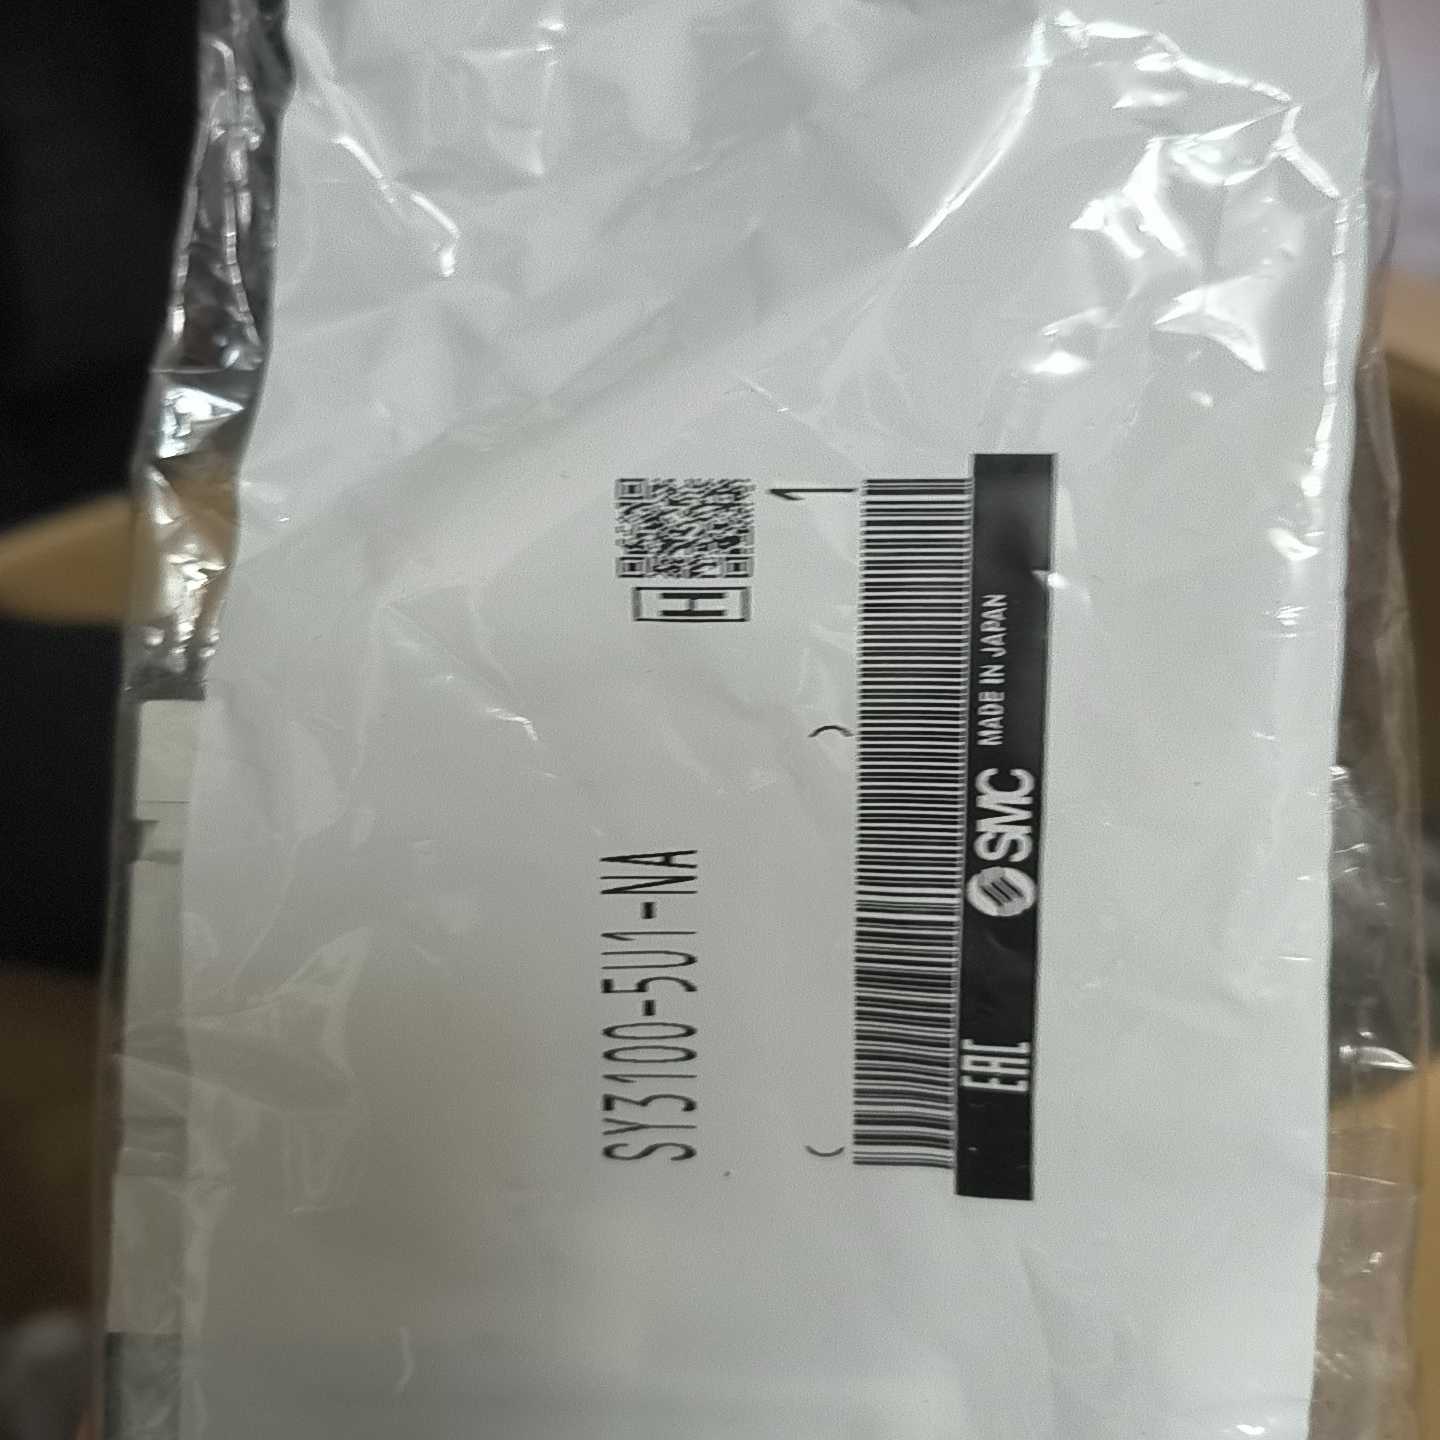 SY3100-5U1-NA
H
( ) 1
EAC SMC MADE IN JAPAN